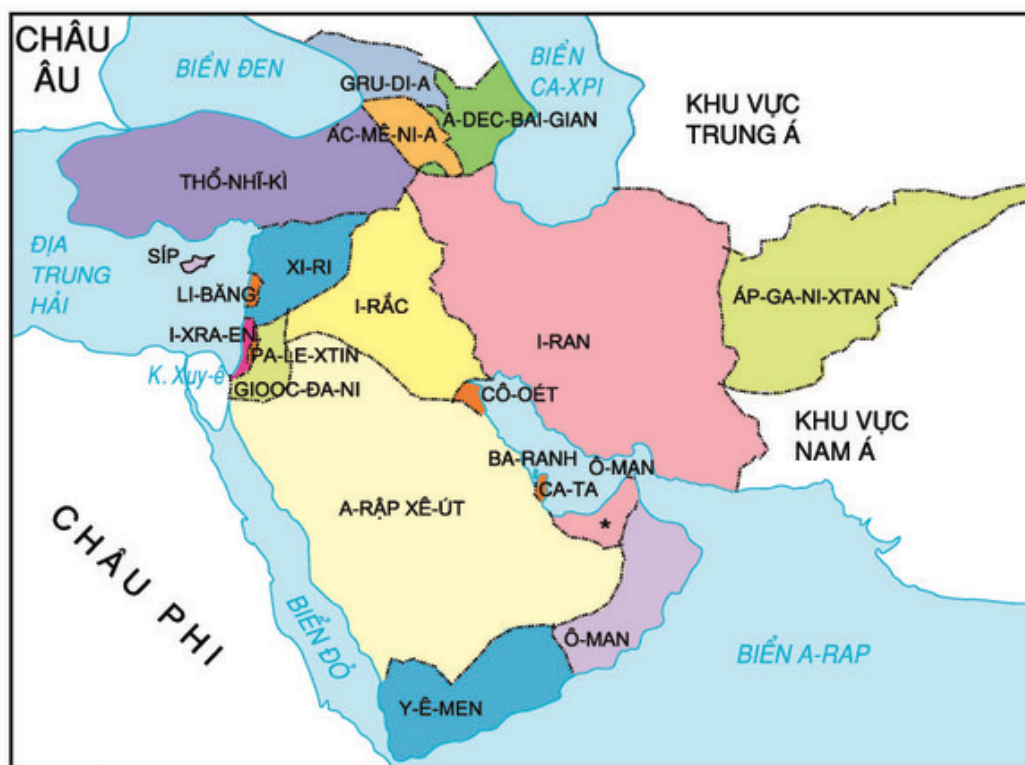 CHÂU
ÂU
BIỂN ĐEN
GRU-DI-A
BIỂN
CA-XPI
KHU VỰC
TRUNG Á
ÁC-MÊ-NI-A
A-DEC-BAI-GIAN
THỔ-NHĨ-KÌ
ĐỊA
TRUNG
HẢI
SÍP
XI-RI
LI-BĂNG
I-RẮC
I-RAN
ÁP-GA-NI-XTAN
I-XRA-EN
PA-LE-XTIN
K. Xuy-ê
GIOOC-ĐA-NI
CÔ-OÉT
KHU VỰC
NAM Á
BA-RANH
Ô-MAN
CA-TA
A-RẬP XÊ-ÚT
*
CHÂU PHI
BIỂN ĐỎ
Ô-MAN
BIỂN A-RAP
Y-Ê-MEN